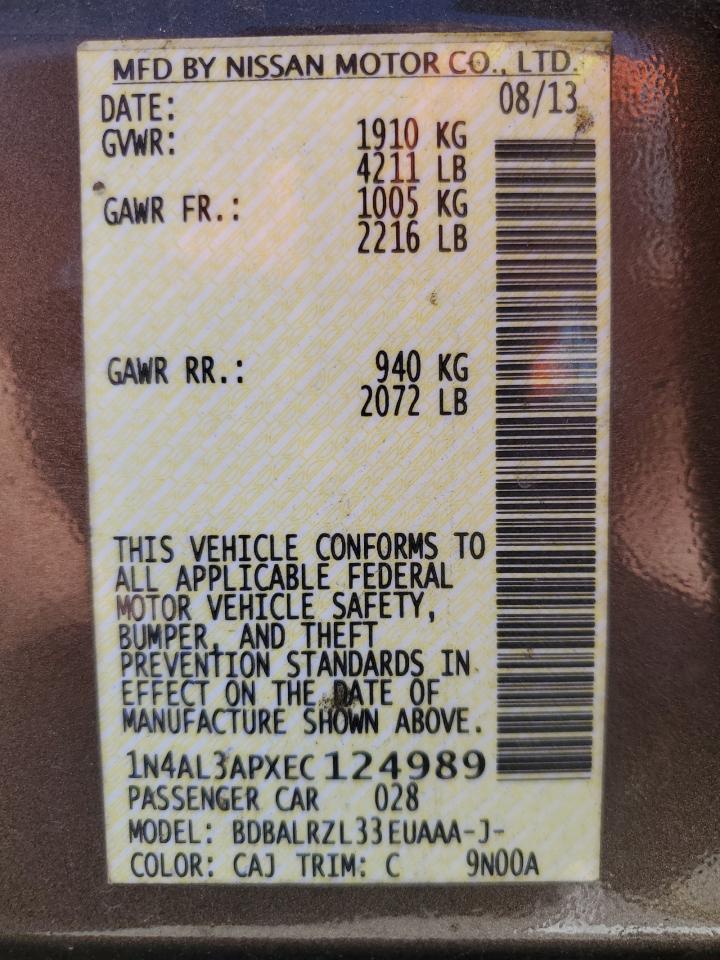 MFD BY NISSAN MOTOR CO., LTD.
DATE: 08/13
GVWR: 1910 KG
4211 LB
GAWR FR.: 1005 KG
2216 LB
GAWR RR.: 940 KG
2072 LB
THIS VEHICLE CONFORMS TO
ALL APPLICABLE FEDERAL
MOTOR VEHICLE SAFETY,
BUMPER, AND THEFT
PREVENTION STANDARDS IN
EFFECT ON THE DATE OF
MANUFACTURE SHOWN ABOVE.
1N4AL3APXEC124989
PASSENGER CAR 028
MODEL: BDBALRZL33EUAAA-J-
COLOR: CAJ TRIM: C 9N00A